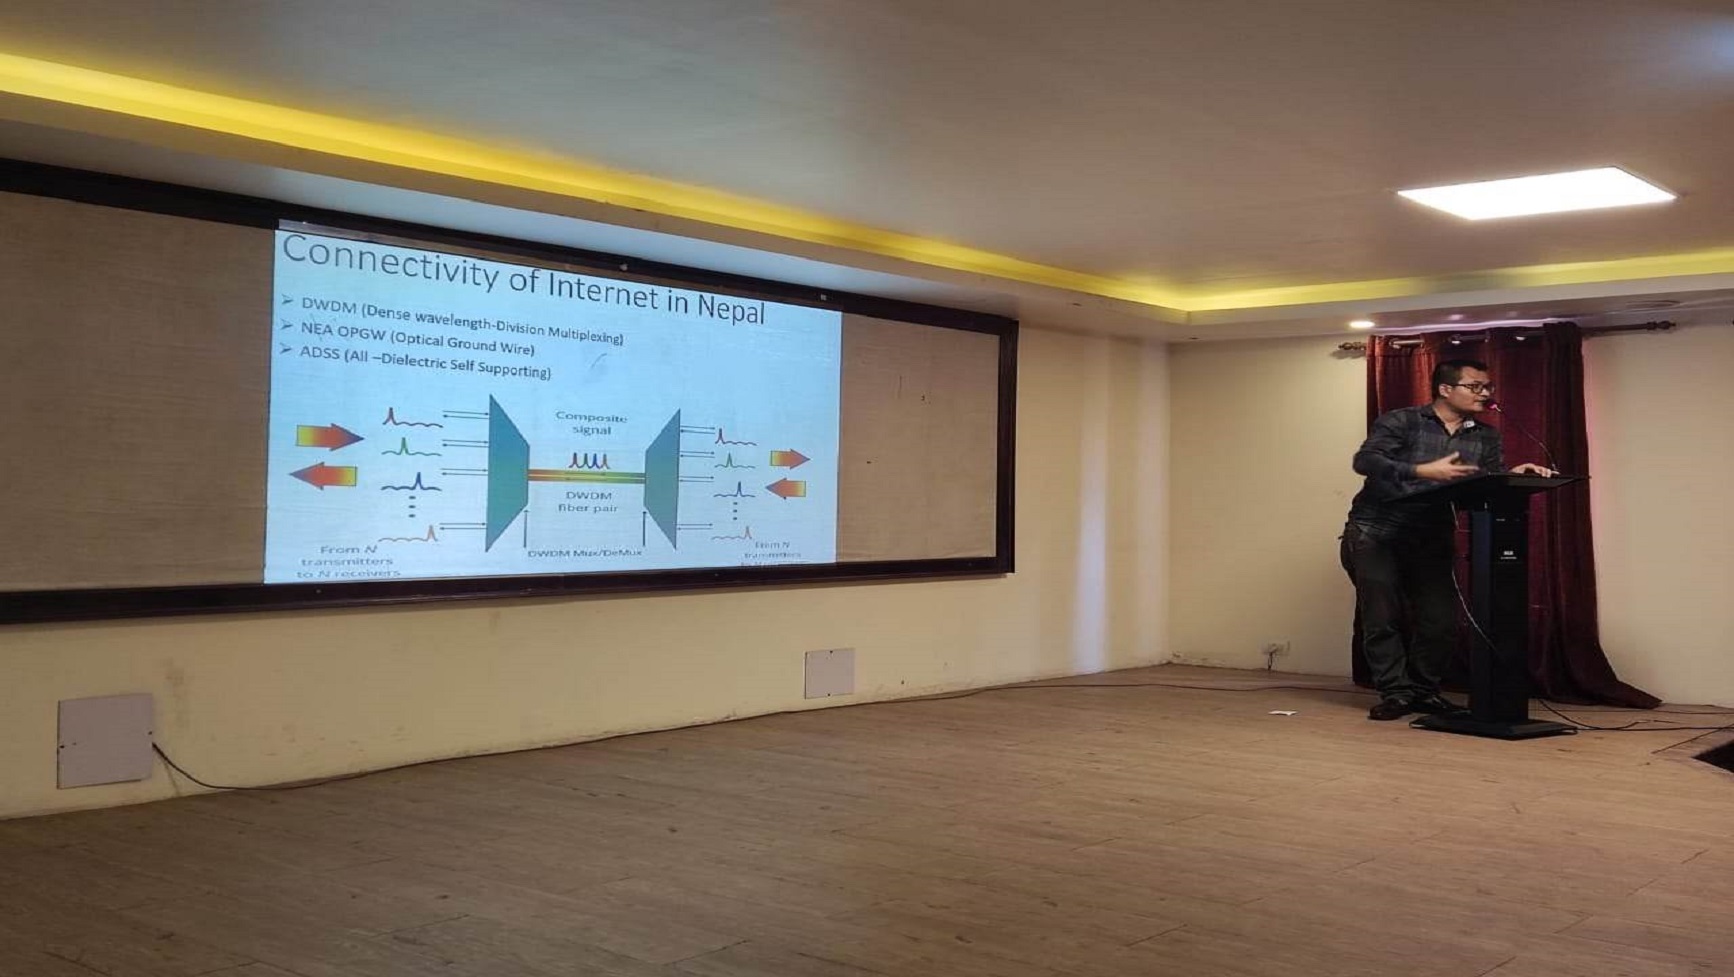 Connectivity of Internet in Nepal
➢ DWDM (Dense wavelength-Division Multiplexing)
➢ NEA OPGW (Optical Ground Wire)
➢ ADSS (All –Dielectric Self Supporting)
Composite
signal
DWDM
fiber pair
DWDM Mux/DeMux
From N
transmitters
to N receivers
From N
transmitters